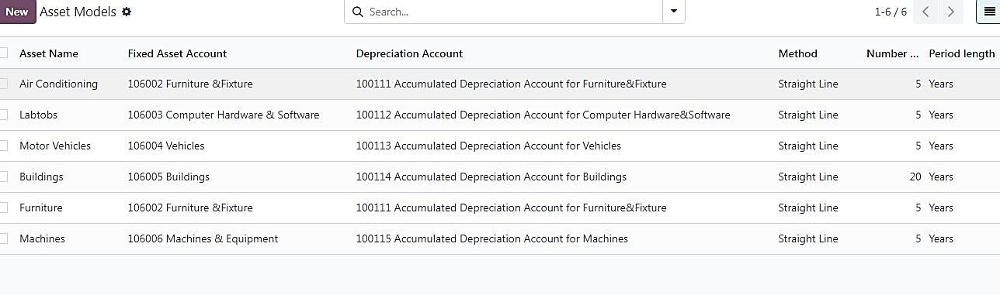 New Asset Models Search... 1-6 / 6
Asset Name Fixed Asset Account Depreciation Account Method Number ... Period length
Air Conditioning 106002 Furniture &Fixture 100111 Accumulated Depreciation Account for Furniture&Fixture Straight Line 5 Years
Labtobs 106003 Computer Hardware & Software 100112 Accumulated Depreciation Account for Computer Hardware&Software Straight Line 5 Years
Motor Vehicles 106004 Vehicles 100113 Accumulated Depreciation Account for Vehicles Straight Line 5 Years
Buildings 106005 Buildings 100114 Accumulated Depreciation Account for Buildings Straight Line 20 Years
Furniture 106002 Furniture &Fixture 100111 Accumulated Depreciation Account for Furniture&Fixture Straight Line 5 Years
Machines 106006 Machines & Equipment 100115 Accumulated Depreciation Account for Machines Straight Line 5 Years